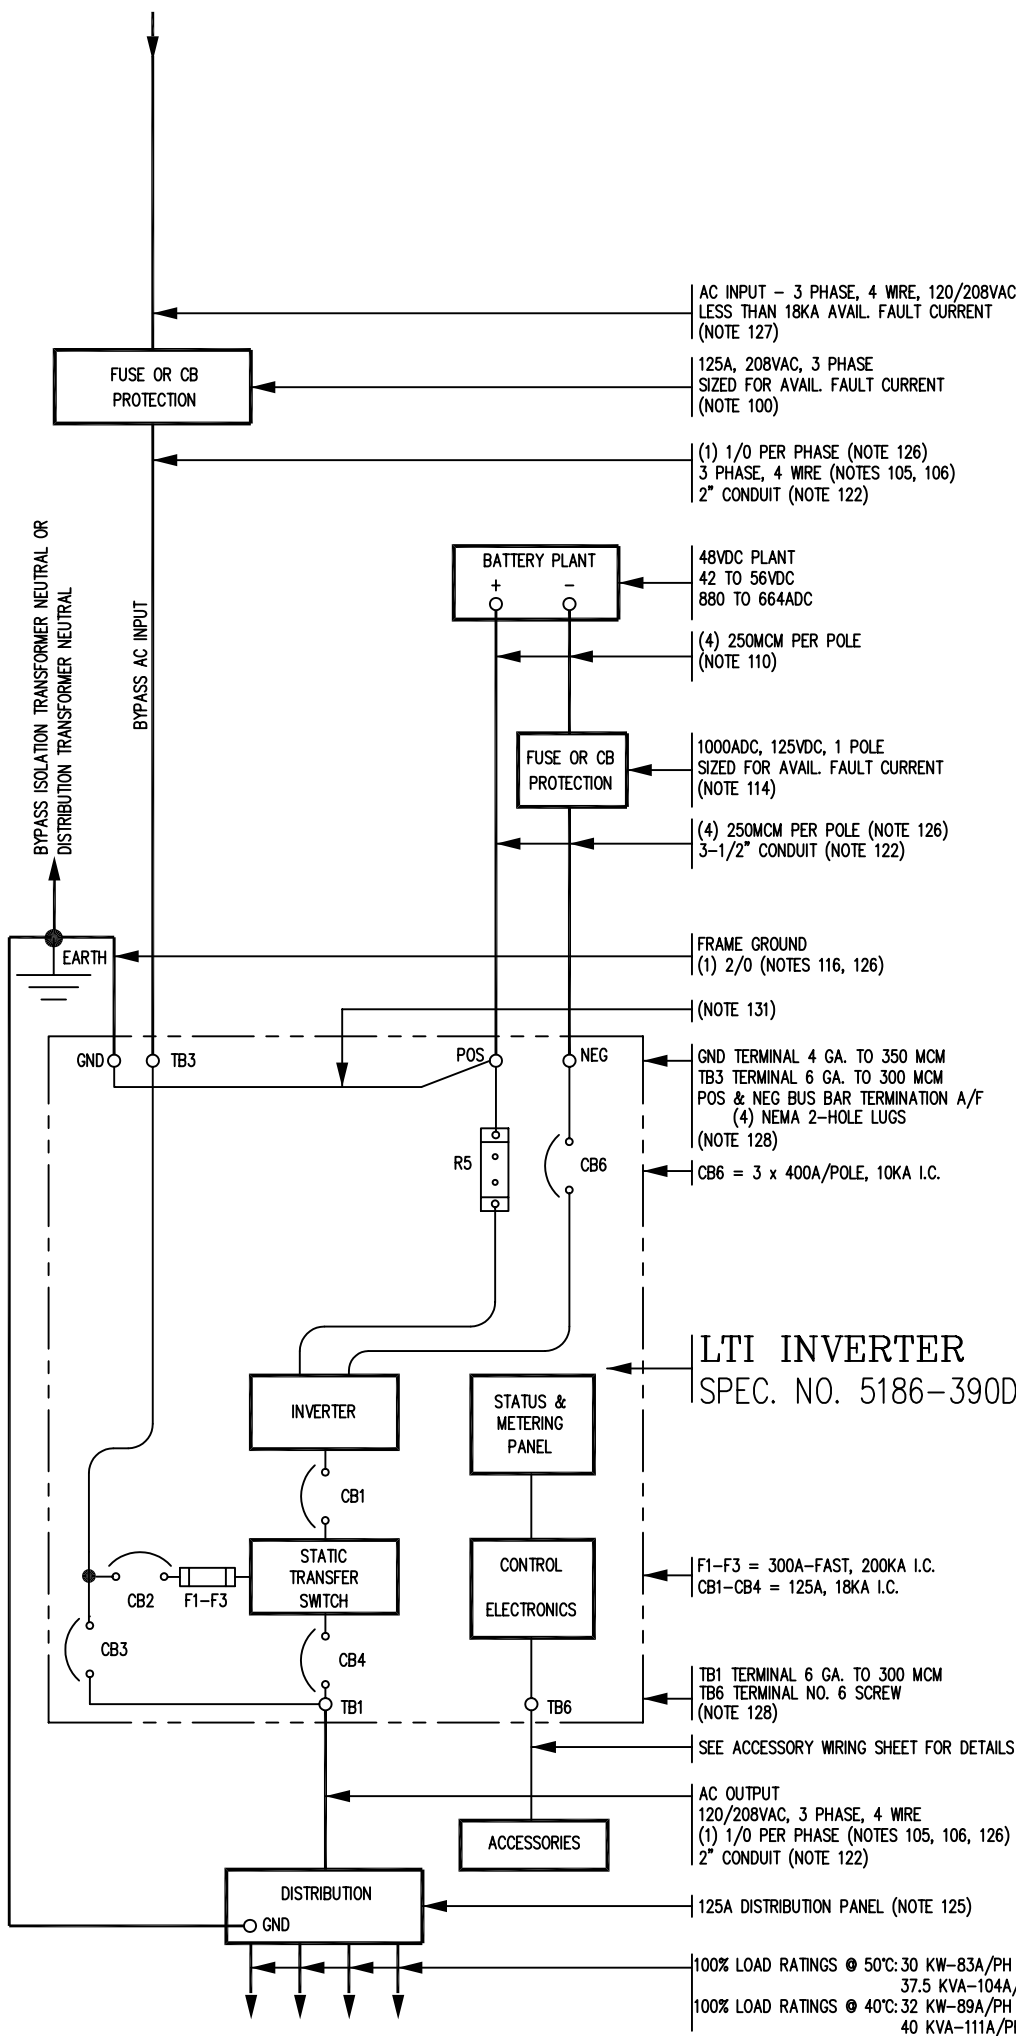 AC INPUT – 3 PHASE, 4 WIRE, 120/208VAC
LESS THAN 18KA AVAIL. FAULT CURRENT
(NOTE 127)
FUSE OR CB
PROTECTION
125A, 208VAC, 3 PHASE
SIZED FOR AVAIL. FAULT CURRENT
(NOTE 100)
(1) 1/0 PER PHASE (NOTE 126)
3 PHASE, 4 WIRE (NOTES 105, 106)
2" CONDUIT (NOTE 122)
BYPASS ISOLATION TRANSFORMER NEUTRAL OR
DISTRIBUTION TRANSFORMER NEUTRAL
BYPASS AC INPUT
BATTERY PLANT
+ –
48VDC PLANT
42 TO 56VDC
880 TO 664ADC
(4) 250MCM PER POLE
(NOTE 110)
FUSE OR CB
PROTECTION
1000ADC, 125VDC, 1 POLE
SIZED FOR AVAIL. FAULT CURRENT
(NOTE 114)
(4) 250MCM PER POLE (NOTE 126)
3–1/2" CONDUIT (NOTE 122)
EARTH
FRAME GROUND
(1) 2/0 (NOTES 116, 126)
(NOTE 131)
GND TB3 POS NEG
GND TERMINAL 4 GA. TO 350 MCM
TB3 TERMINAL 6 GA. TO 300 MCM
POS & NEG BUS BAR TERMINATION A/F
(4) NEMA 2–HOLE LUGS
(NOTE 128)
R5 CB6
CB6 = 3 x 400A/POLE, 10KA I.C.
LTI INVERTER
SPEC. NO. 5186–390D
INVERTER
STATUS &
METERING
PANEL
CB1
STATIC
TRANSFER
SWITCH
CONTROL
ELECTRONICS
CB2 F1–F3
F1–F3 = 300A–FAST, 200KA I.C.
CB1–CB4 = 125A, 18KA I.C.
CB3 CB4
TB1 TB6
TB1 TERMINAL 6 GA. TO 300 MCM
TB6 TERMINAL NO. 6 SCREW
(NOTE 128)
SEE ACCESSORY WIRING SHEET FOR DETAILS
AC OUTPUT
120/208VAC, 3 PHASE, 4 WIRE
(1) 1/0 PER PHASE (NOTES 105, 106, 126)
2" CONDUIT (NOTE 122)
ACCESSORIES
DISTRIBUTION
GND
125A DISTRIBUTION PANEL (NOTE 125)
100% LOAD RATINGS @ 50°C: 30 KW–83A/PH
37.5 KVA–104A/
100% LOAD RATINGS @ 40°C: 32 KW–89A/PH
40 KVA–111A/PH